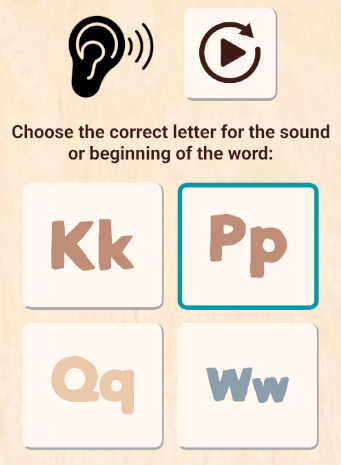 Choose the correct letter for the sound
or beginning of the word:
Kk Pp
Qq Ww